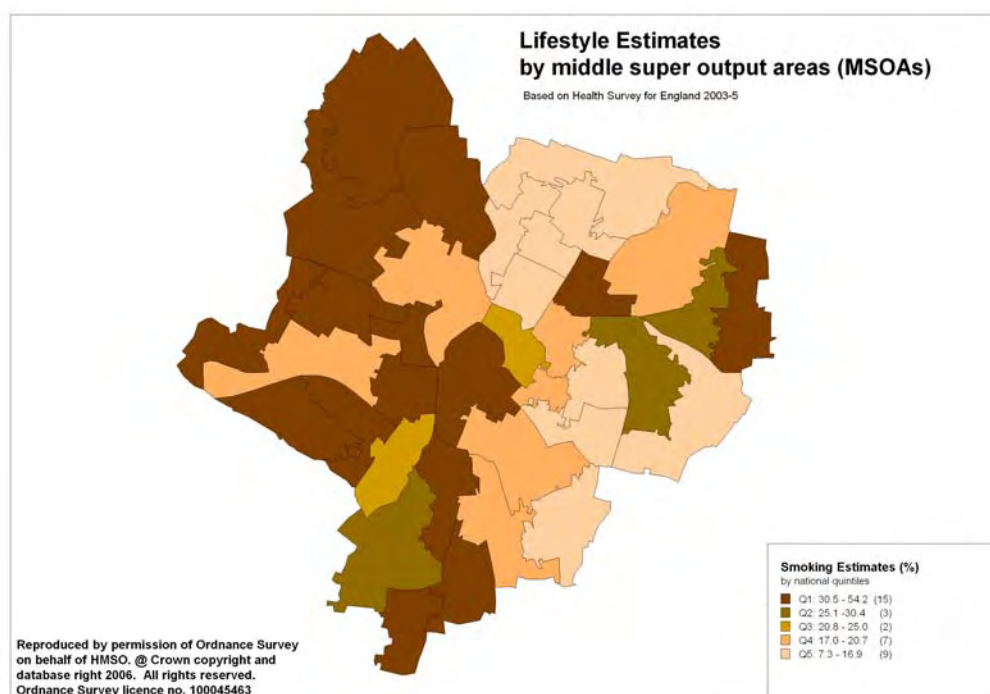 Lifestyle Estimates
by middle super output areas (MSOAs)
Based on Health Survey for England 2003-5
Smoking Estimates (%)
by national quintiles
Q1: 30.5 - 54.2 (15)
Q2: 25.1 - 30.4 (3)
Q3: 20.8 - 25.0 (2)
Q4: 17.0 - 20.7 (7)
Q5: 7.3 - 16.9 (9)
Reproduced by permission of Ordnance Survey
on behalf of HMSO. @ Crown copyright and
database right 2006. All rights reserved.
Ordnance Survey licence no. 100045463